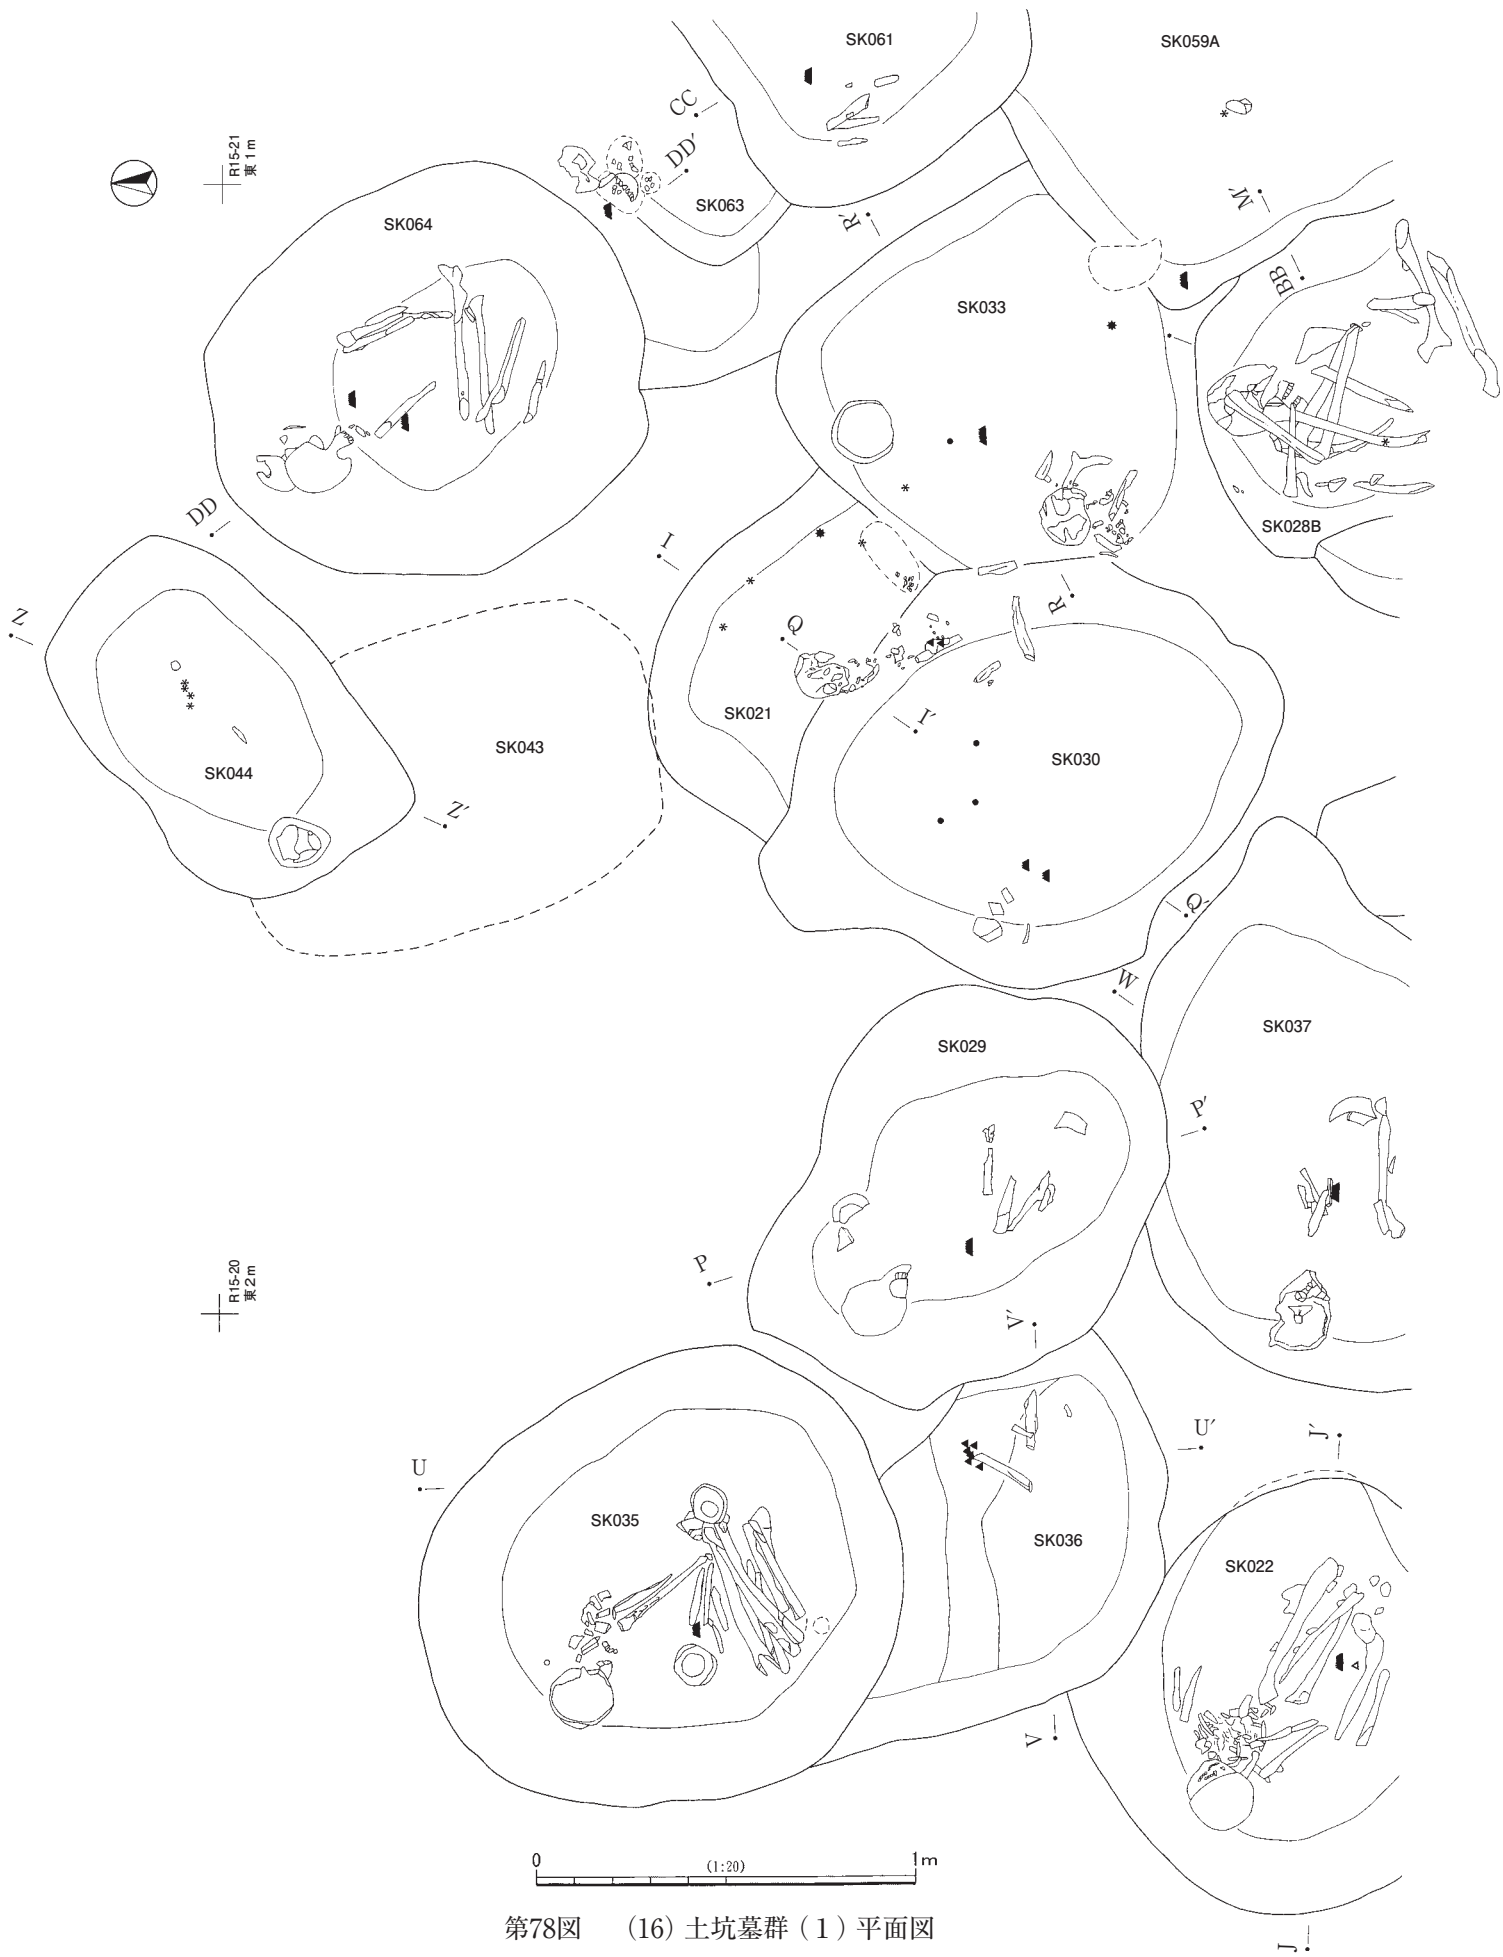 SK061
SK059A
CC
DD′
R15-21
東1m
M′
SK063
R′
SK064
BB
SK033
DD
SK028B
I
Z
R
Q
SK021
I′
SK043
SK030
SK044
Z′
Q′
W
SK037
SK029
P′
P
R15-20
東2m
V′
U′
J′
U
SK035
SK036
SK022
V
0
(1:20)
1m
第78図 (16) 土坑墓群(1)平面図
J